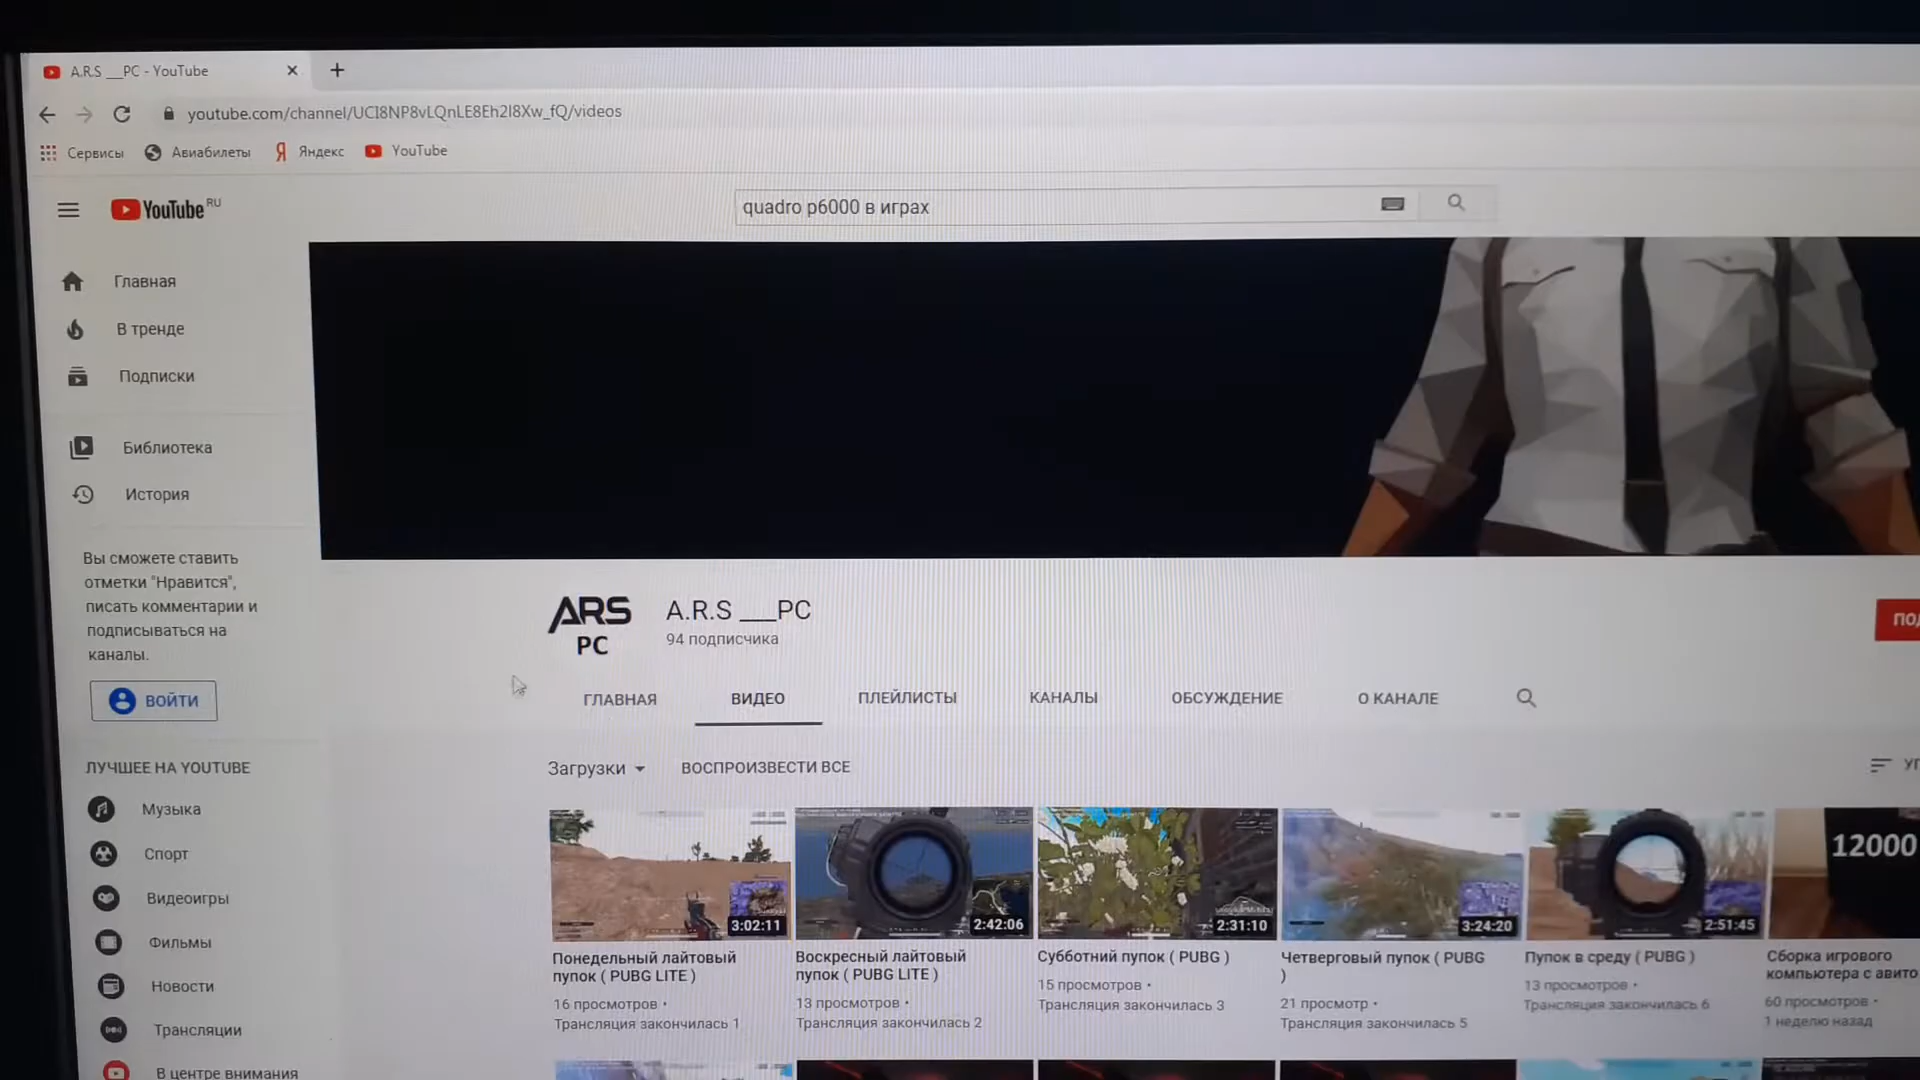 A.R.S ___PC - YouTube
youtube.com/channel/UCI8NP8vLQnLE8Eh2I8Xw_fQ/videos
Сервисы
Авиабилеты
Яндекс
YouTube
YouTube RU
quadro p6000 в играх
Главная
В тренде
Подписки
Библиотека
История
Вы сможете ставить
отметки "Нравится",
писать комментарии и
подписываться на
каналы.
ВОЙТИ
ЛУЧШЕЕ НА YOUTUBE
Музыка
Спорт
Видеоигры
Фильмы
Новости
Трансляции
В центре внимания
ARS
PC
A.R.S ___PC
94 подписчика
ГЛАВНАЯ
ВИДЕО
ПЛЕЙЛИСТЫ
КАНАЛЫ
ОБСУЖДЕНИЕ
О КАНАЛЕ
Загрузки
ВОСПРОИЗВЕСТИ ВСЕ
3:02:11
Понедельный лайтовый
пупок ( PUBG LITE )
16 просмотров •
Трансляция закончилась 1
2:42:06
Воскресный лайтовый
пупок ( PUBG LITE )
13 просмотров •
Трансляция закончилась 2
2:31:10
Субботний пупок ( PUBG )
15 просмотров •
Трансляция закончилась 3
3:24:20
Четверговый пупок ( PUBG
)
21 просмотр •
Трансляция закончилась 5
2:51:45
Пупок в среду ( PUBG )
13 просмотров •
Трансляция закончилась 6
12000
Сборка игрового
компьютера с авито
60 просмотров •
1 неделю назад